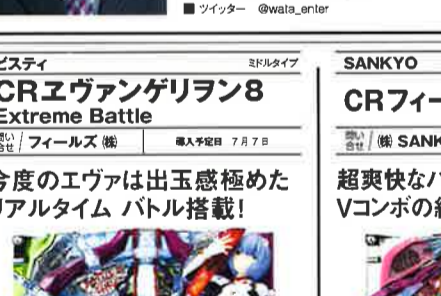 ■ ツイッター @wata_enter
ビスティ
ミドルタイプ
CRヱヴァンゲリヲン8
Extreme Battle
問い合せ / フィールズ ㈱
導入予定日 7月7日
今度のエヴァは出玉感極めた
リアルタイム バトル搭載!
SANKYO
CRフィー
問い合せ / ㈱ SANK
超爽快な
Vコンボの